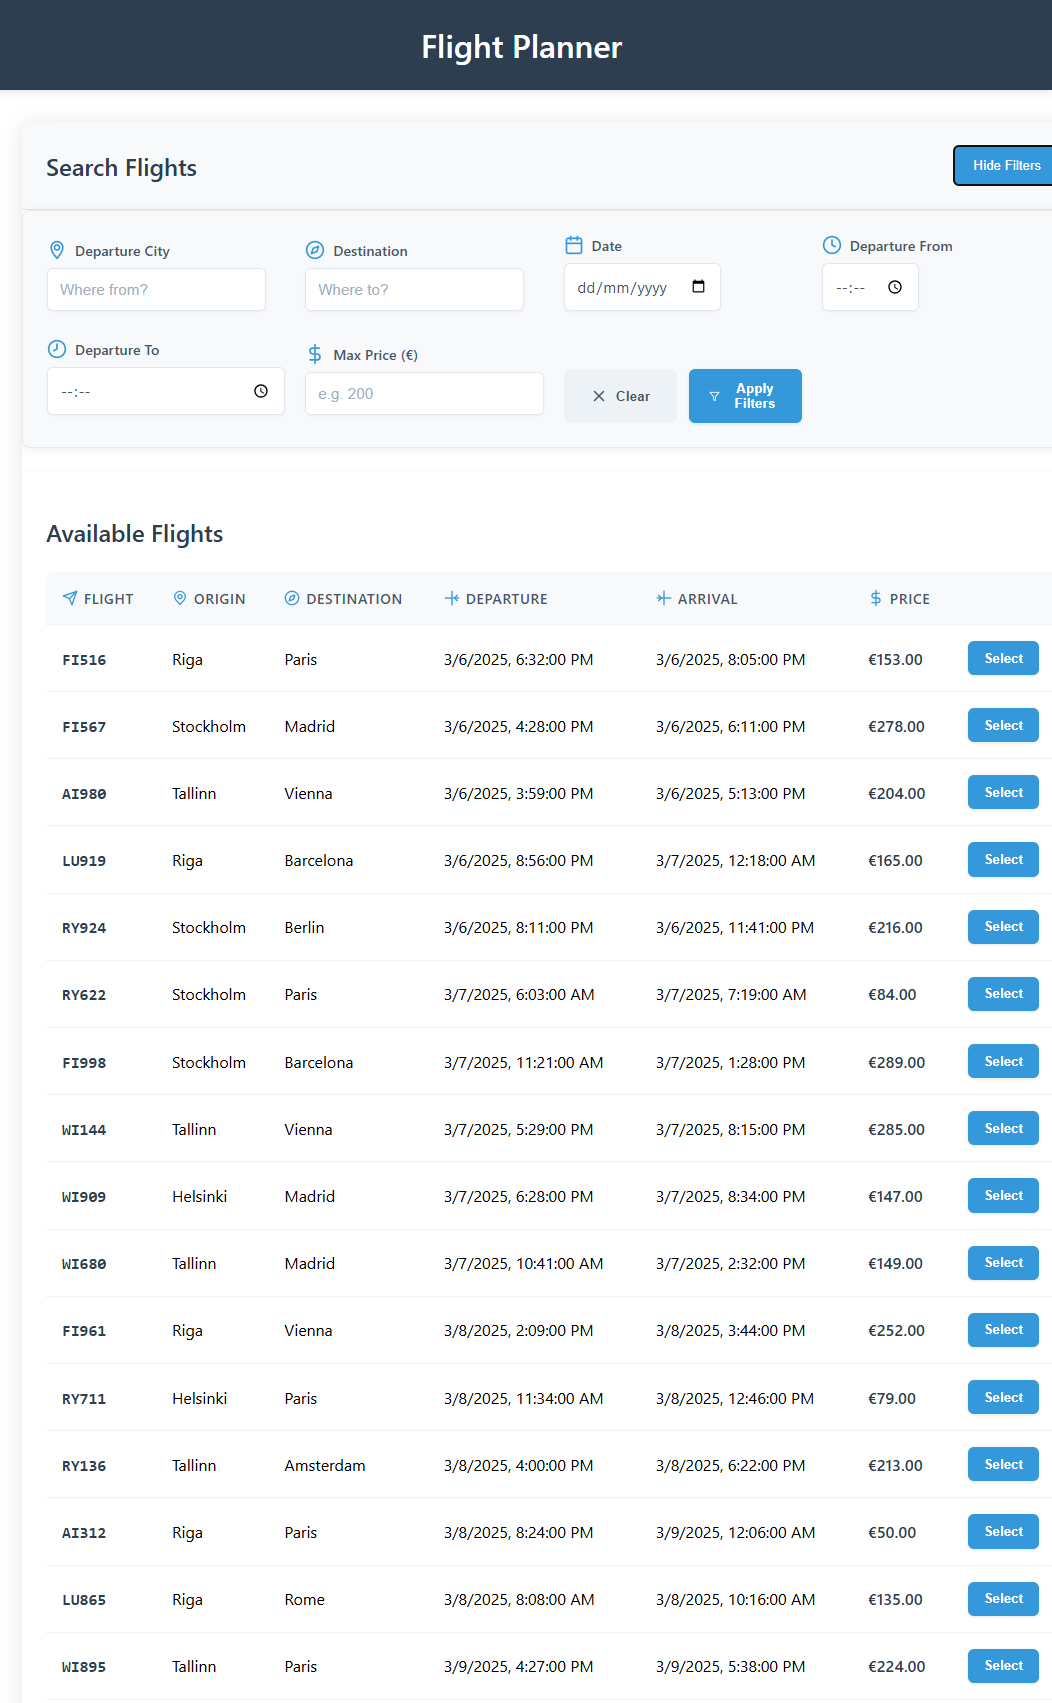 Flight Planner
Search Flights
Hide Filters
Departure City
Destination
Date
Departure From
Where from?
Where to?
dd/mm/yyyy
--:--
Departure To
Max Price (€)
--:--
e.g. 200
Clear
Apply
Filters
Available Flights
FLIGHT ORIGIN DESTINATION DEPARTURE ARRIVAL PRICE
FI516 Riga Paris 3/6/2025, 6:32:00 PM 3/6/2025, 8:05:00 PM €153.00 Select
FI567 Stockholm Madrid 3/6/2025, 4:28:00 PM 3/6/2025, 6:11:00 PM €278.00 Select
AI980 Tallinn Vienna 3/6/2025, 3:59:00 PM 3/6/2025, 5:13:00 PM €204.00 Select
LU919 Riga Barcelona 3/6/2025, 8:56:00 PM 3/7/2025, 12:18:00 AM €165.00 Select
RY924 Stockholm Berlin 3/6/2025, 8:11:00 PM 3/6/2025, 11:41:00 PM €216.00 Select
RY622 Stockholm Paris 3/7/2025, 6:03:00 AM 3/7/2025, 7:19:00 AM €84.00 Select
FI998 Stockholm Barcelona 3/7/2025, 11:21:00 AM 3/7/2025, 1:28:00 PM €289.00 Select
WI144 Tallinn Vienna 3/7/2025, 5:29:00 PM 3/7/2025, 8:15:00 PM €285.00 Select
WI909 Helsinki Madrid 3/7/2025, 6:28:00 PM 3/7/2025, 8:34:00 PM €147.00 Select
WI680 Tallinn Madrid 3/7/2025, 10:41:00 AM 3/7/2025, 2:32:00 PM €149.00 Select
FI961 Riga Vienna 3/8/2025, 2:09:00 PM 3/8/2025, 3:44:00 PM €252.00 Select
RY711 Helsinki Paris 3/8/2025, 11:34:00 AM 3/8/2025, 12:46:00 PM €79.00 Select
RY136 Tallinn Amsterdam 3/8/2025, 4:00:00 PM 3/8/2025, 6:22:00 PM €213.00 Select
AI312 Riga Paris 3/8/2025, 8:24:00 PM 3/9/2025, 12:06:00 AM €50.00 Select
LU865 Riga Rome 3/8/2025, 8:08:00 AM 3/8/2025, 10:16:00 AM €135.00 Select
WI895 Tallinn Paris 3/9/2025, 4:27:00 PM 3/9/2025, 5:38:00 PM €224.00 Select